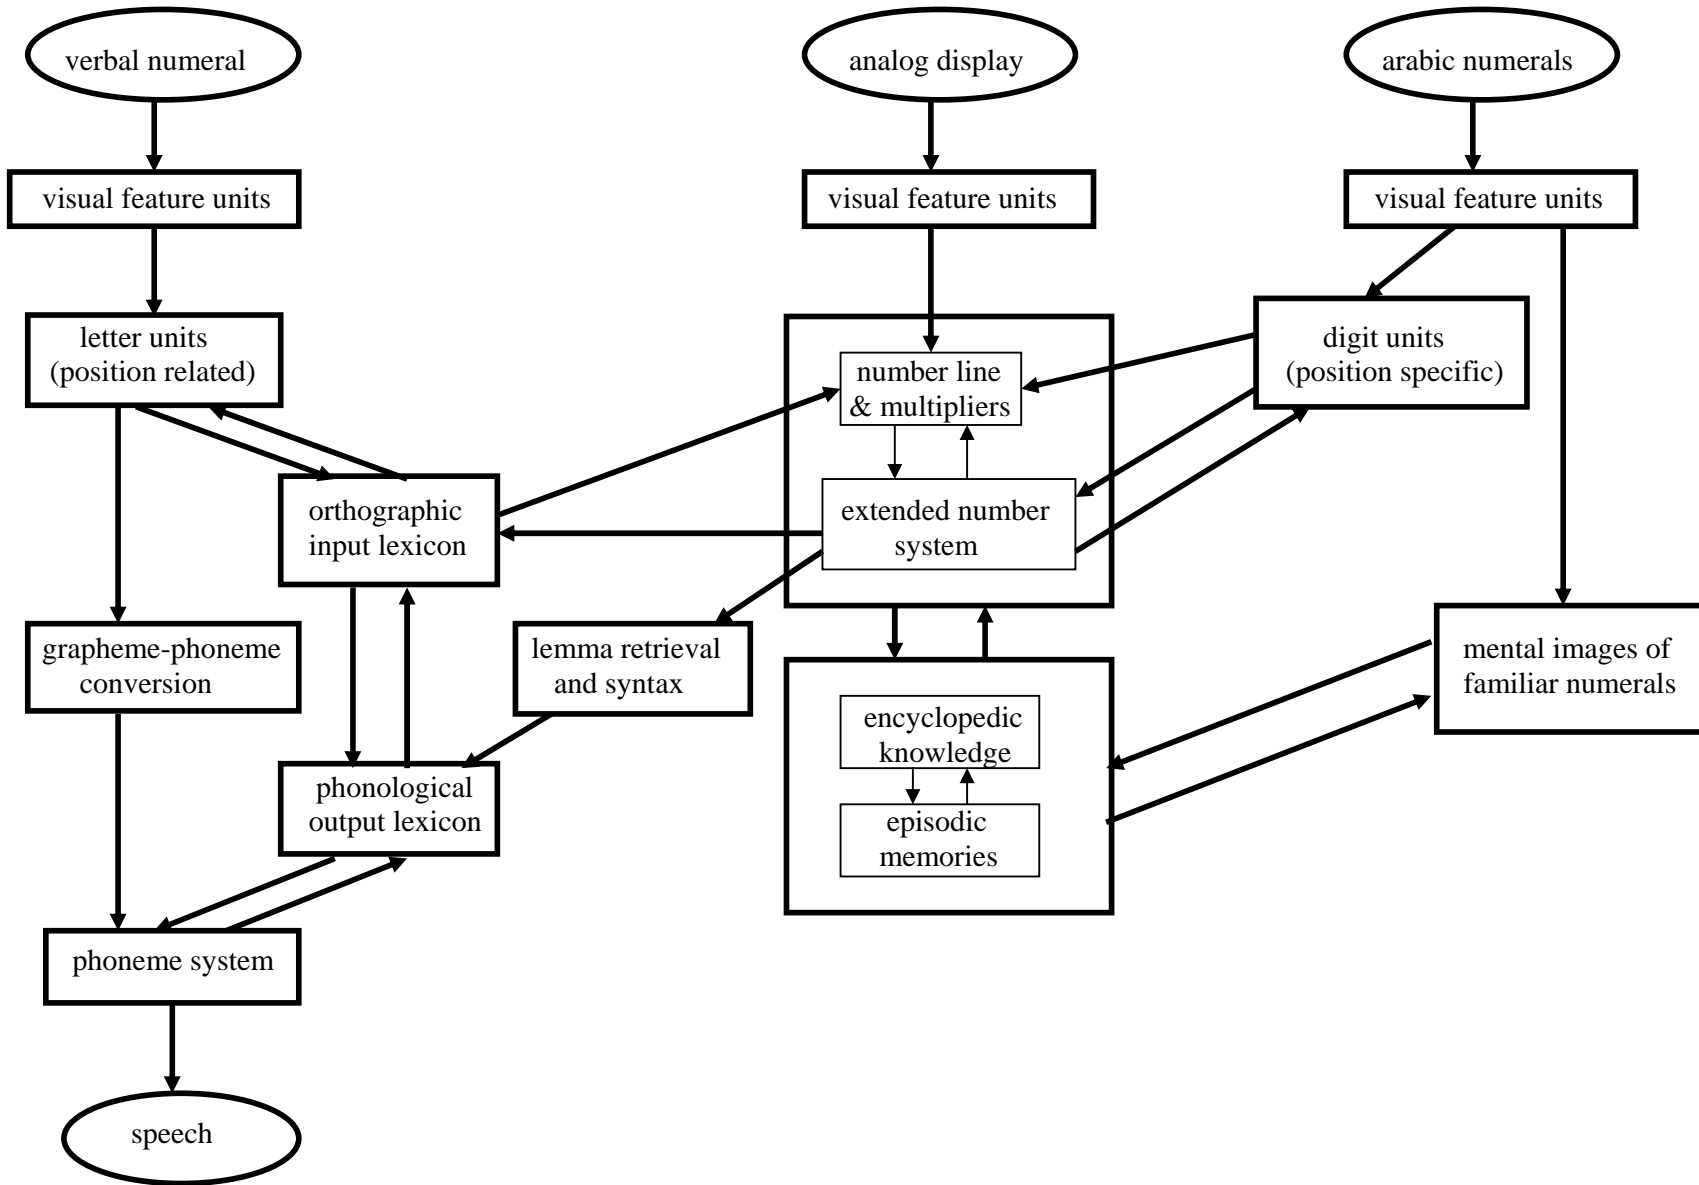 verbal numeral
analog display
arabic numerals
visual feature units
visual feature units
visual feature units
letter units
(position related)
number line
& multipliers
digit units
(position specific)
orthographic
input lexicon
extended number
system
grapheme-phoneme
conversion
lemma retrieval
and syntax
mental images of
familiar numerals
encyclopedic
knowledge
phonological
output lexicon
episodic
memories
phoneme system
speech